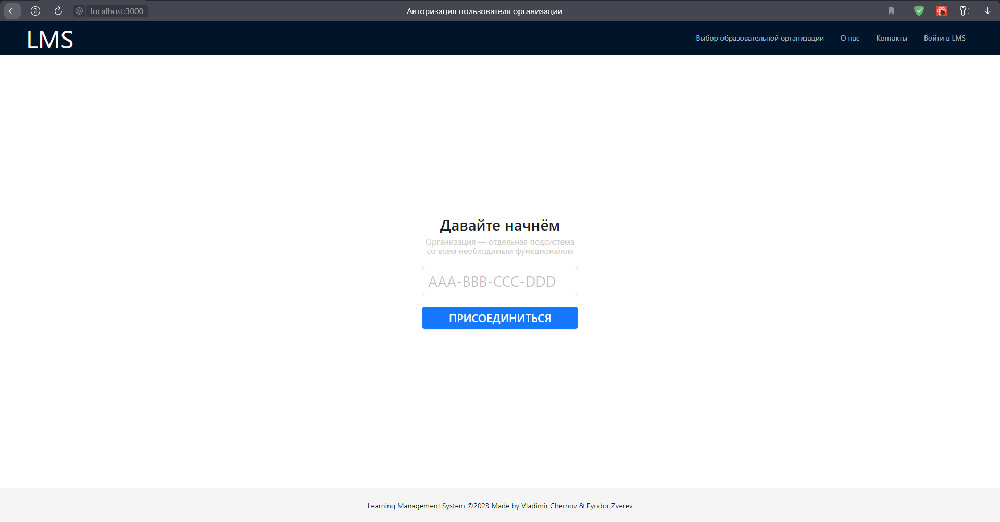 localhost:3000
Авторизация пользователя организации
LMS
Выбор образовательной организации
О нас
Контакты
Войти в LMS
Давайте начнём
Организация — отдельная подсистема
со всем необходимым функционалом
AAA-BBB-CCC-DDD
ПРИСОЕДИНИТЬСЯ
Learning Management System ©2023 Made by Vladimir Chernov & Fyodor Zverev